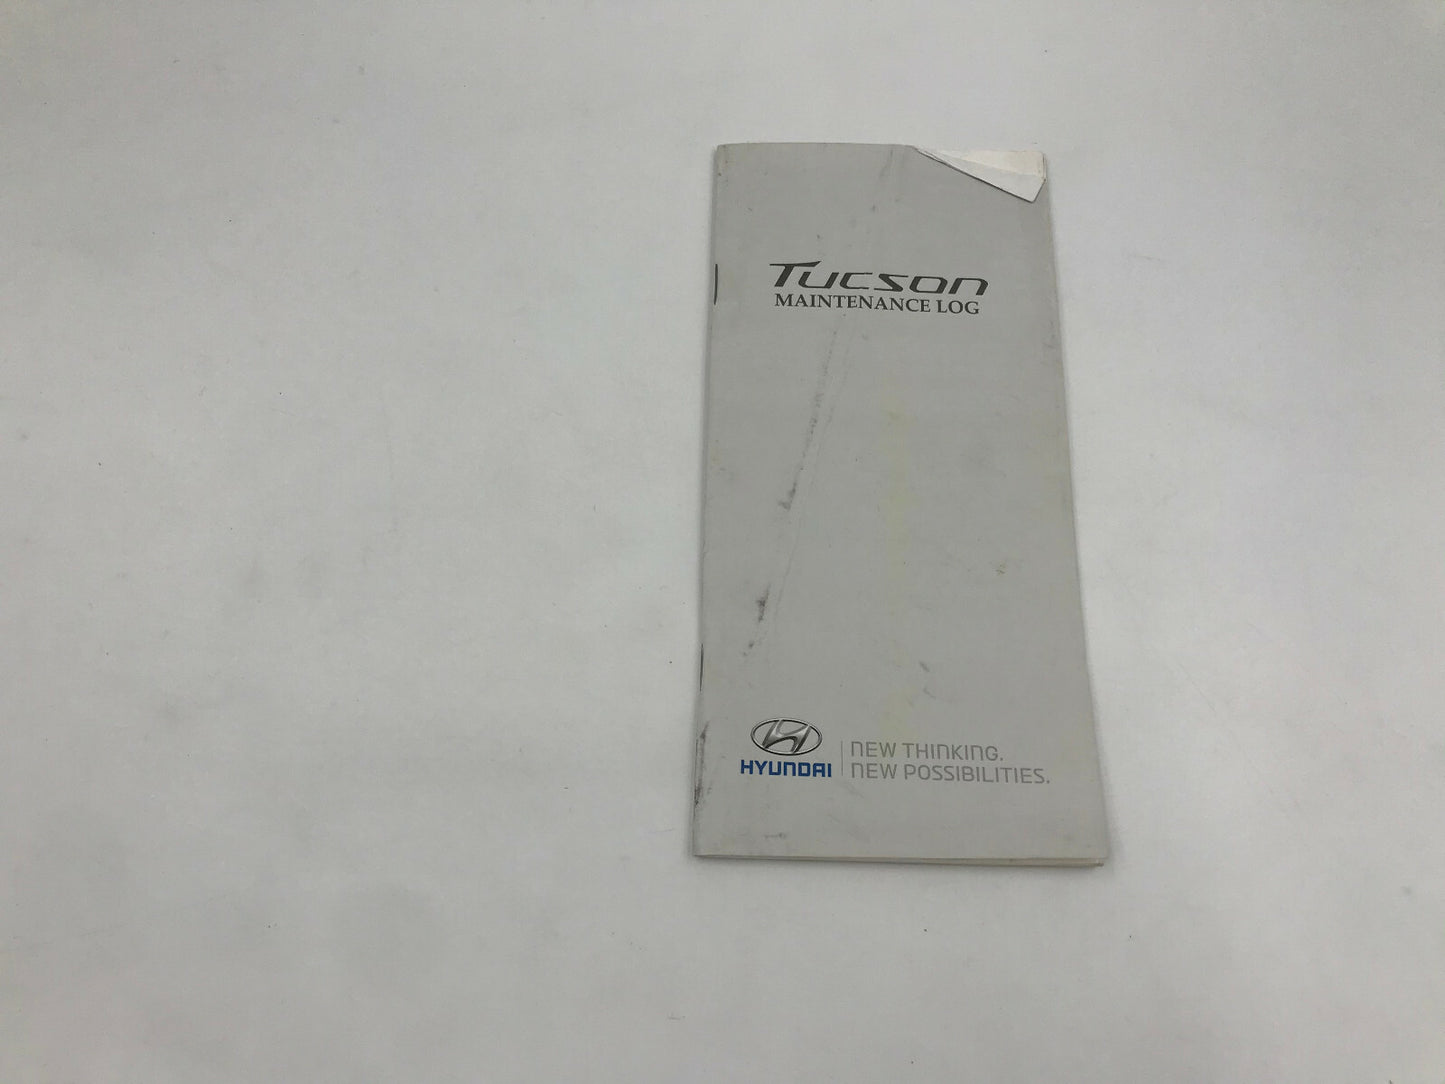 Tucson
MAINTENANCE LOG
HYUNDAI
NEW THINKING.
NEW POSSIBILITIES.